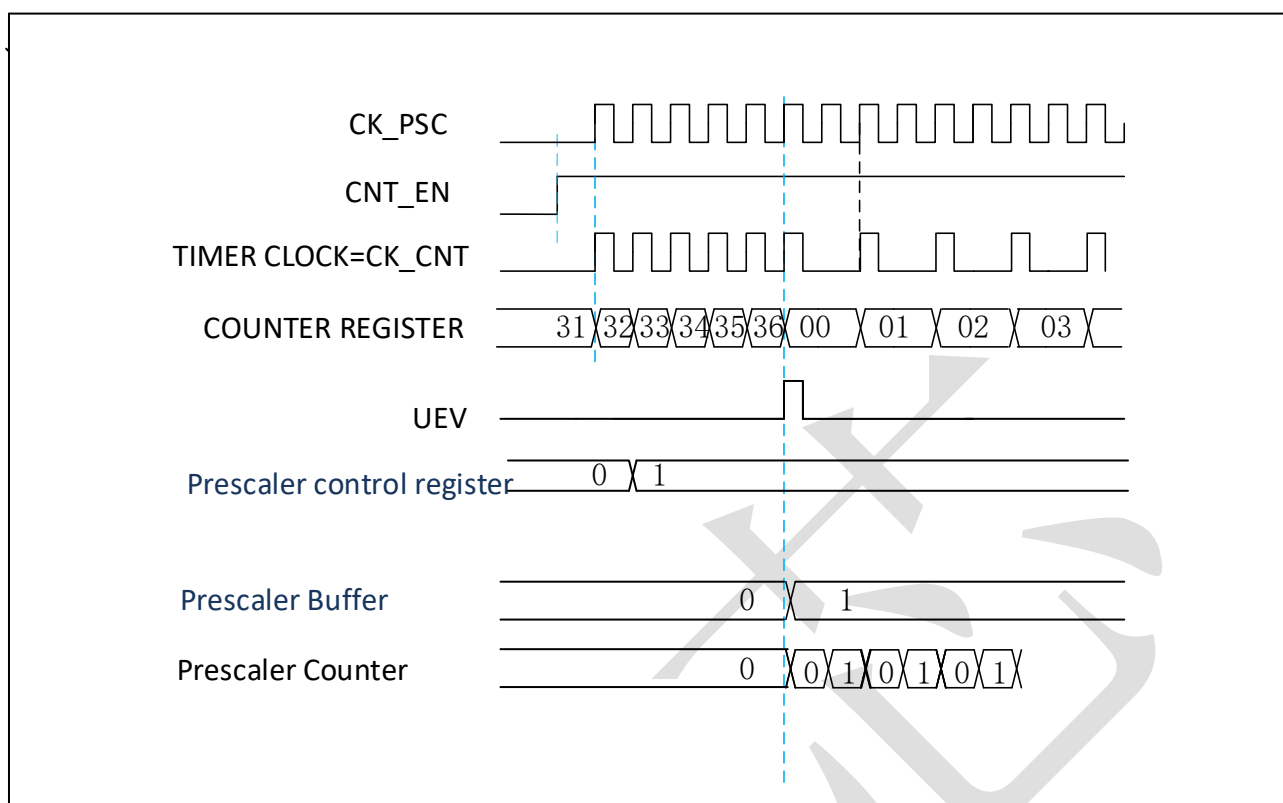 CK_PSC
CNT_EN
TIMER CLOCK=CK_CNT
COUNTER REGISTER 31 32 33 34 35 36 00 01 02 03
UEV
Prescaler control register 0 1
Prescaler Buffer 0 1
Prescaler Counter 0 0 1 0 1 0 1